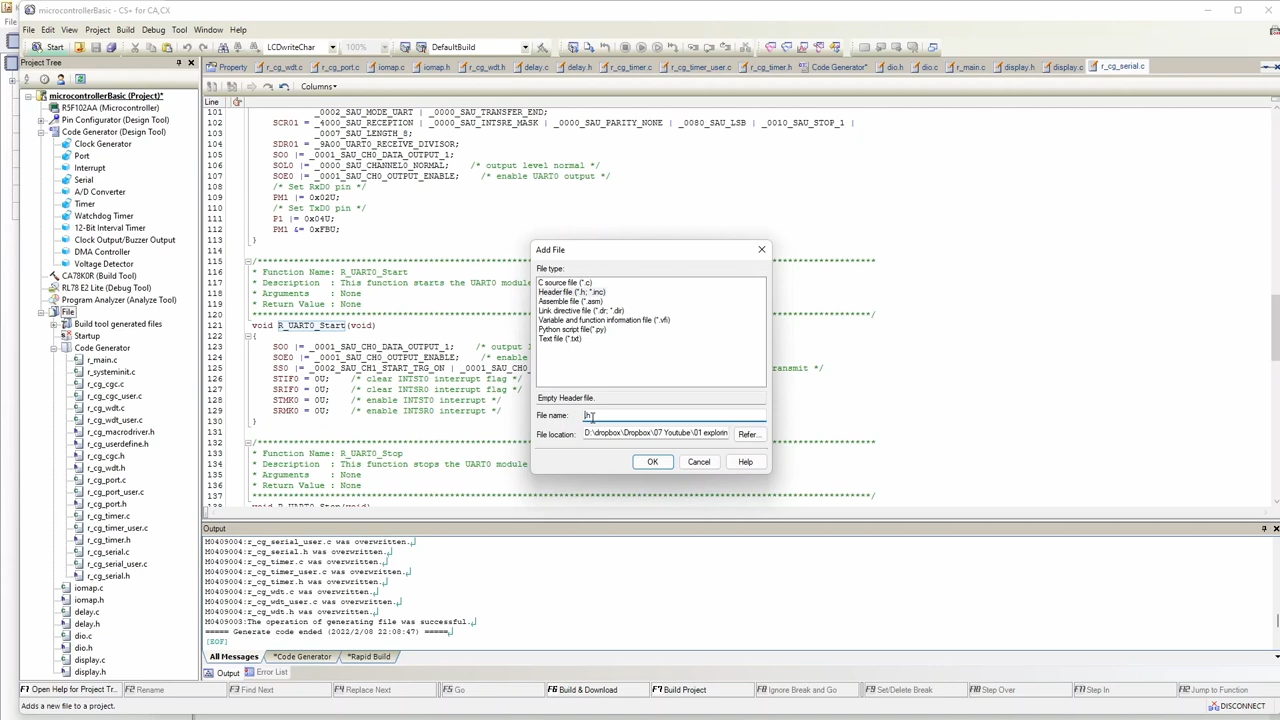 microcontrollerBasic - CS+ for CA,CX
File Edit View Project Build Debug Tool Window Help
Start LCDwriteChar 100% DefaultBuild
Project Tree
Property r_cg_wdt.c r_cg_port.c iomap.c iomap.h r_cg_wdt.h delay.c delay.h r_cg_timer.c r_cg_timer_user.c r_cg_timer.h Code Generator* dio.h dio.c r_main.c display.h display.c r_cg_serial.c
Columns
Line
microcontrollerBasic (Project)*
R5F102AA (Microcontroller)
Pin Configurator (Design Tool)
Code Generator (Design Tool)
Clock Generator
Port
Interrupt
Serial
A/D Converter
Timer
Watchdog Timer
12-Bit Interval Timer
Clock Output/Buzzer Output
DMA Controller
Voltage Detector
CA78K0R (Build Tool)
RL78 E2 Lite (Debug Tool)
Program Analyzer (Analyze Tool)
File
Build tool generated files
Startup
Code Generator
r_main.c
r_systeminit.c
r_cg_cgc.c
r_cg_cgc_user.c
r_cg_wdt.c
r_cg_wdt_user.c
r_cg_macrodriver.h
r_cg_userdefine.h
r_cg_cgc.h
r_cg_wdt.h
r_cg_port.c
r_cg_port_user.c
r_cg_port.h
r_cg_timer.c
r_cg_timer_user.c
r_cg_timer.h
r_cg_serial.c
r_cg_serial_user.c
r_cg_serial.h
iomap.c
iomap.h
delay.c
delay.h
dio.c
dio.h
display.c
display.h
101 _0002_SAU_MODE_UART | _0000_SAU_TRANSFER_END;
102 SCR01 = _4000_SAU_RECEPTION | _0000_SAU_INTSRE_MASK | _0000_SAU_PARITY_NONE | _0080_SAU_LSB | _0010_SAU_STOP_1 |
103 _0007_SAU_LENGTH_8;
104 SDR01 = _9A00_UART0_RECEIVE_DIVISOR;
105 SO0 |= _0001_SAU_CH0_DATA_OUTPUT_1;
106 SOL0 |= _0000_SAU_CHANNEL0_NORMAL; /* output level normal */
107 SOE0 |= _0001_SAU_CH0_OUTPUT_ENABLE; /* enable UART0 output */
108 /* Set RxD0 pin */
109 PM1 |= 0x02U;
110 /* Set TxD0 pin */
111 P1 |= 0x04U;
112 PM1 &= 0xFBU;
113 }
114
115 /***********************************************************************************************************************
116 * Function Name: R_UART0_Start
117 * Description : This function starts the UART0 module
118 * Arguments : None
119 * Return Value : None
120 ***********************************************************************************************************************/
121 void R_UART0_Start(void)
122 {
123 SO0 |= _0001_SAU_CH0_DATA_OUTPUT_1; /* output
124 SOE0 |= _0001_SAU_CH0_OUTPUT_ENABLE; /* enable
125 SS0 |= _0002_SAU_CH1_START_TRG_ON | _0001_SAU_CH0 transmit */
126 STIF0 = 0U; /* clear INTST0 interrupt flag */
127 SRIF0 = 0U; /* clear INTSR0 interrupt flag */
128 STMK0 = 0U; /* enable INTST0 interrupt */
129 SRMK0 = 0U; /* enable INTSR0 interrupt */
130 }
131
132 /***********************************************************************************************************************
133 * Function Name: R_UART0_Stop
134 * Description : This function stops the UART0 module
135 * Arguments : None
136 * Return Value : None
137 ***********************************************************************************************************************/
138 void R_UART0_Stop(void)
Add File
File type:
C source file (*.c)
Header file (*.h; *.inc)
Assemble file (*.asm)
Link directive file (*.dr; *.dir)
Variable and function information file (*.vfi)
Python script file(*.py)
Text file (*.txt)
Empty Header file.
File name: .h
File location: D:\dropbox\Dropbox\07 Youtube\01 explorin Refer...
OK Cancel Help
Output
M0409004:r_cg_serial_user.c was overwritten.
M0409004:r_cg_serial.h was overwritten.
M0409004:r_cg_timer.c was overwritten.
M0409004:r_cg_timer_user.c was overwritten.
M0409004:r_cg_timer.h was overwritten.
M0409004:r_cg_wdt.c was overwritten.
M0409004:r_cg_wdt_user.c was overwritten.
M0409004:r_cg_wdt.h was overwritten.
M0409003:The operation of generating file was successful.
===== Generate code ended (2022/2/08 22:08:47) =====
[EOF]
All Messages *Code Generator *Rapid Build
Output Error List
F1 Open Help for Project Tr... F2 Rename F3 Find Next F4 Replace Next F5 Go F6 Build & Download F7 Build Project F8 Ignore Break and Go F9 Set/Delete Break F10 Step Over F11 Step In F12 Jump to Function
Adds a new file to a project. DISCONNECT